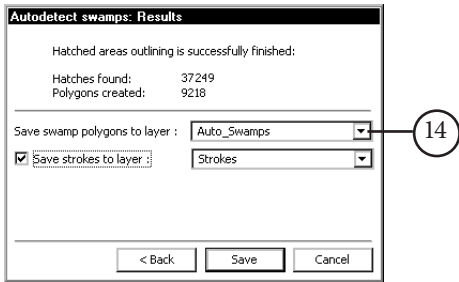 Autodetect swamps: Results
Hatched areas outlining is successfully finished:
Hatches found: 37249
Polygons created: 9218
Save swamp polygons to layer : Auto_Swamps
14
Save strokes to layer : Strokes
< Back Save Cancel